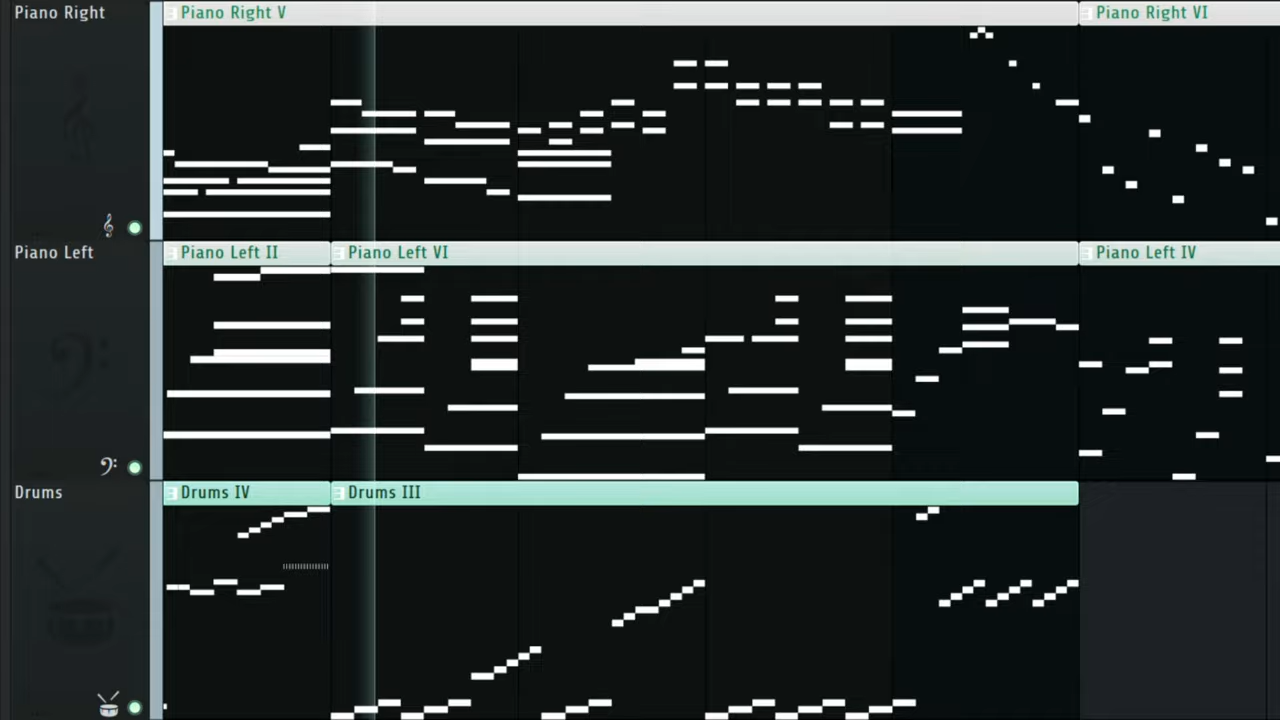 Piano Right
Piano Right V
Piano Right VI
Piano Left
Piano Left II
Piano Left VI
Piano Left IV
Drums
Drums IV
Drums III